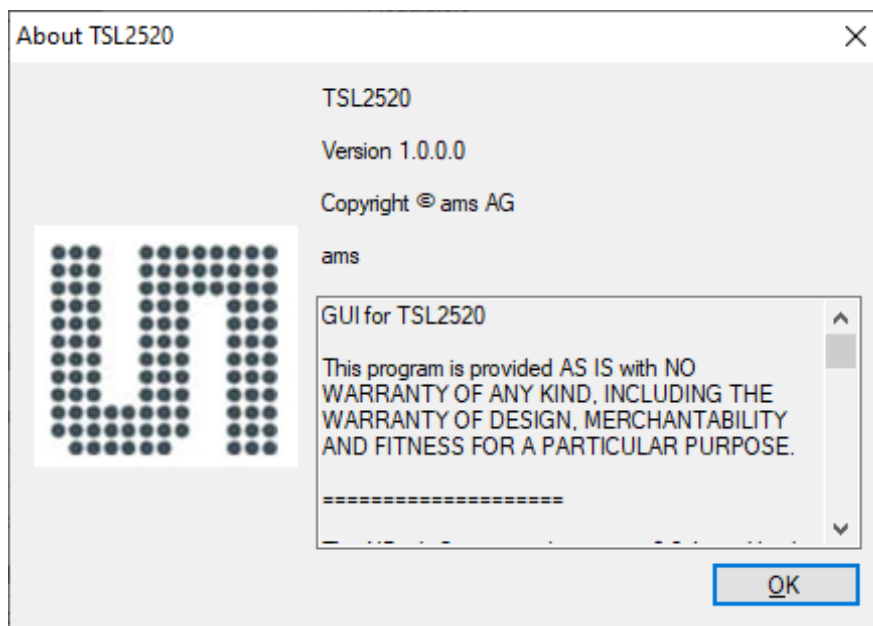 About TSL2520
TSL2520
Version 1.0.0.0
Copyright © ams AG
ams
GUI for TSL2520
This program is provided AS IS with NO
WARRANTY OF ANY KIND, INCLUDING THE
WARRANTY OF DESIGN, MERCHANTABILITY
AND FITNESS FOR A PARTICULAR PURPOSE.
====================
OK